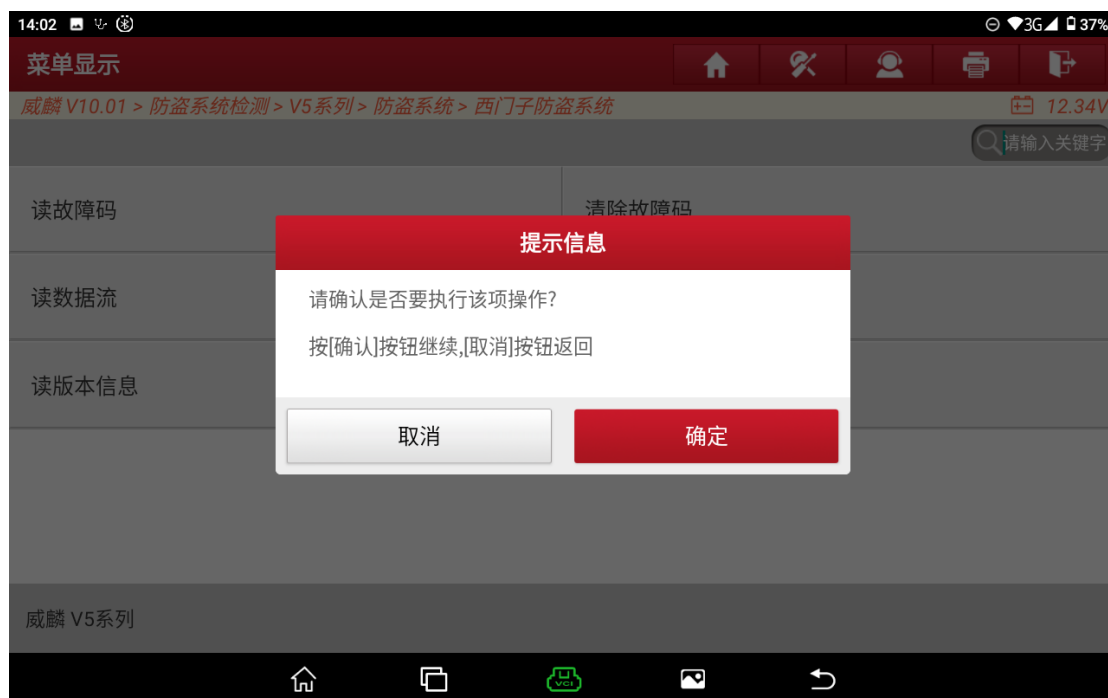 14:02 3G 37%
菜单显示
威麟 V10.01 > 防盗系统检测 > V5系列 > 防盗系统 > 西门子防盗系统 12.34V
请输入关键字
读故障码 清除故障码
提示信息
读数据流
请确认是否要执行该项操作?
按[确认]按钮继续,[取消]按钮返回
读版本信息
取消 确定
威麟 V5系列
VCI